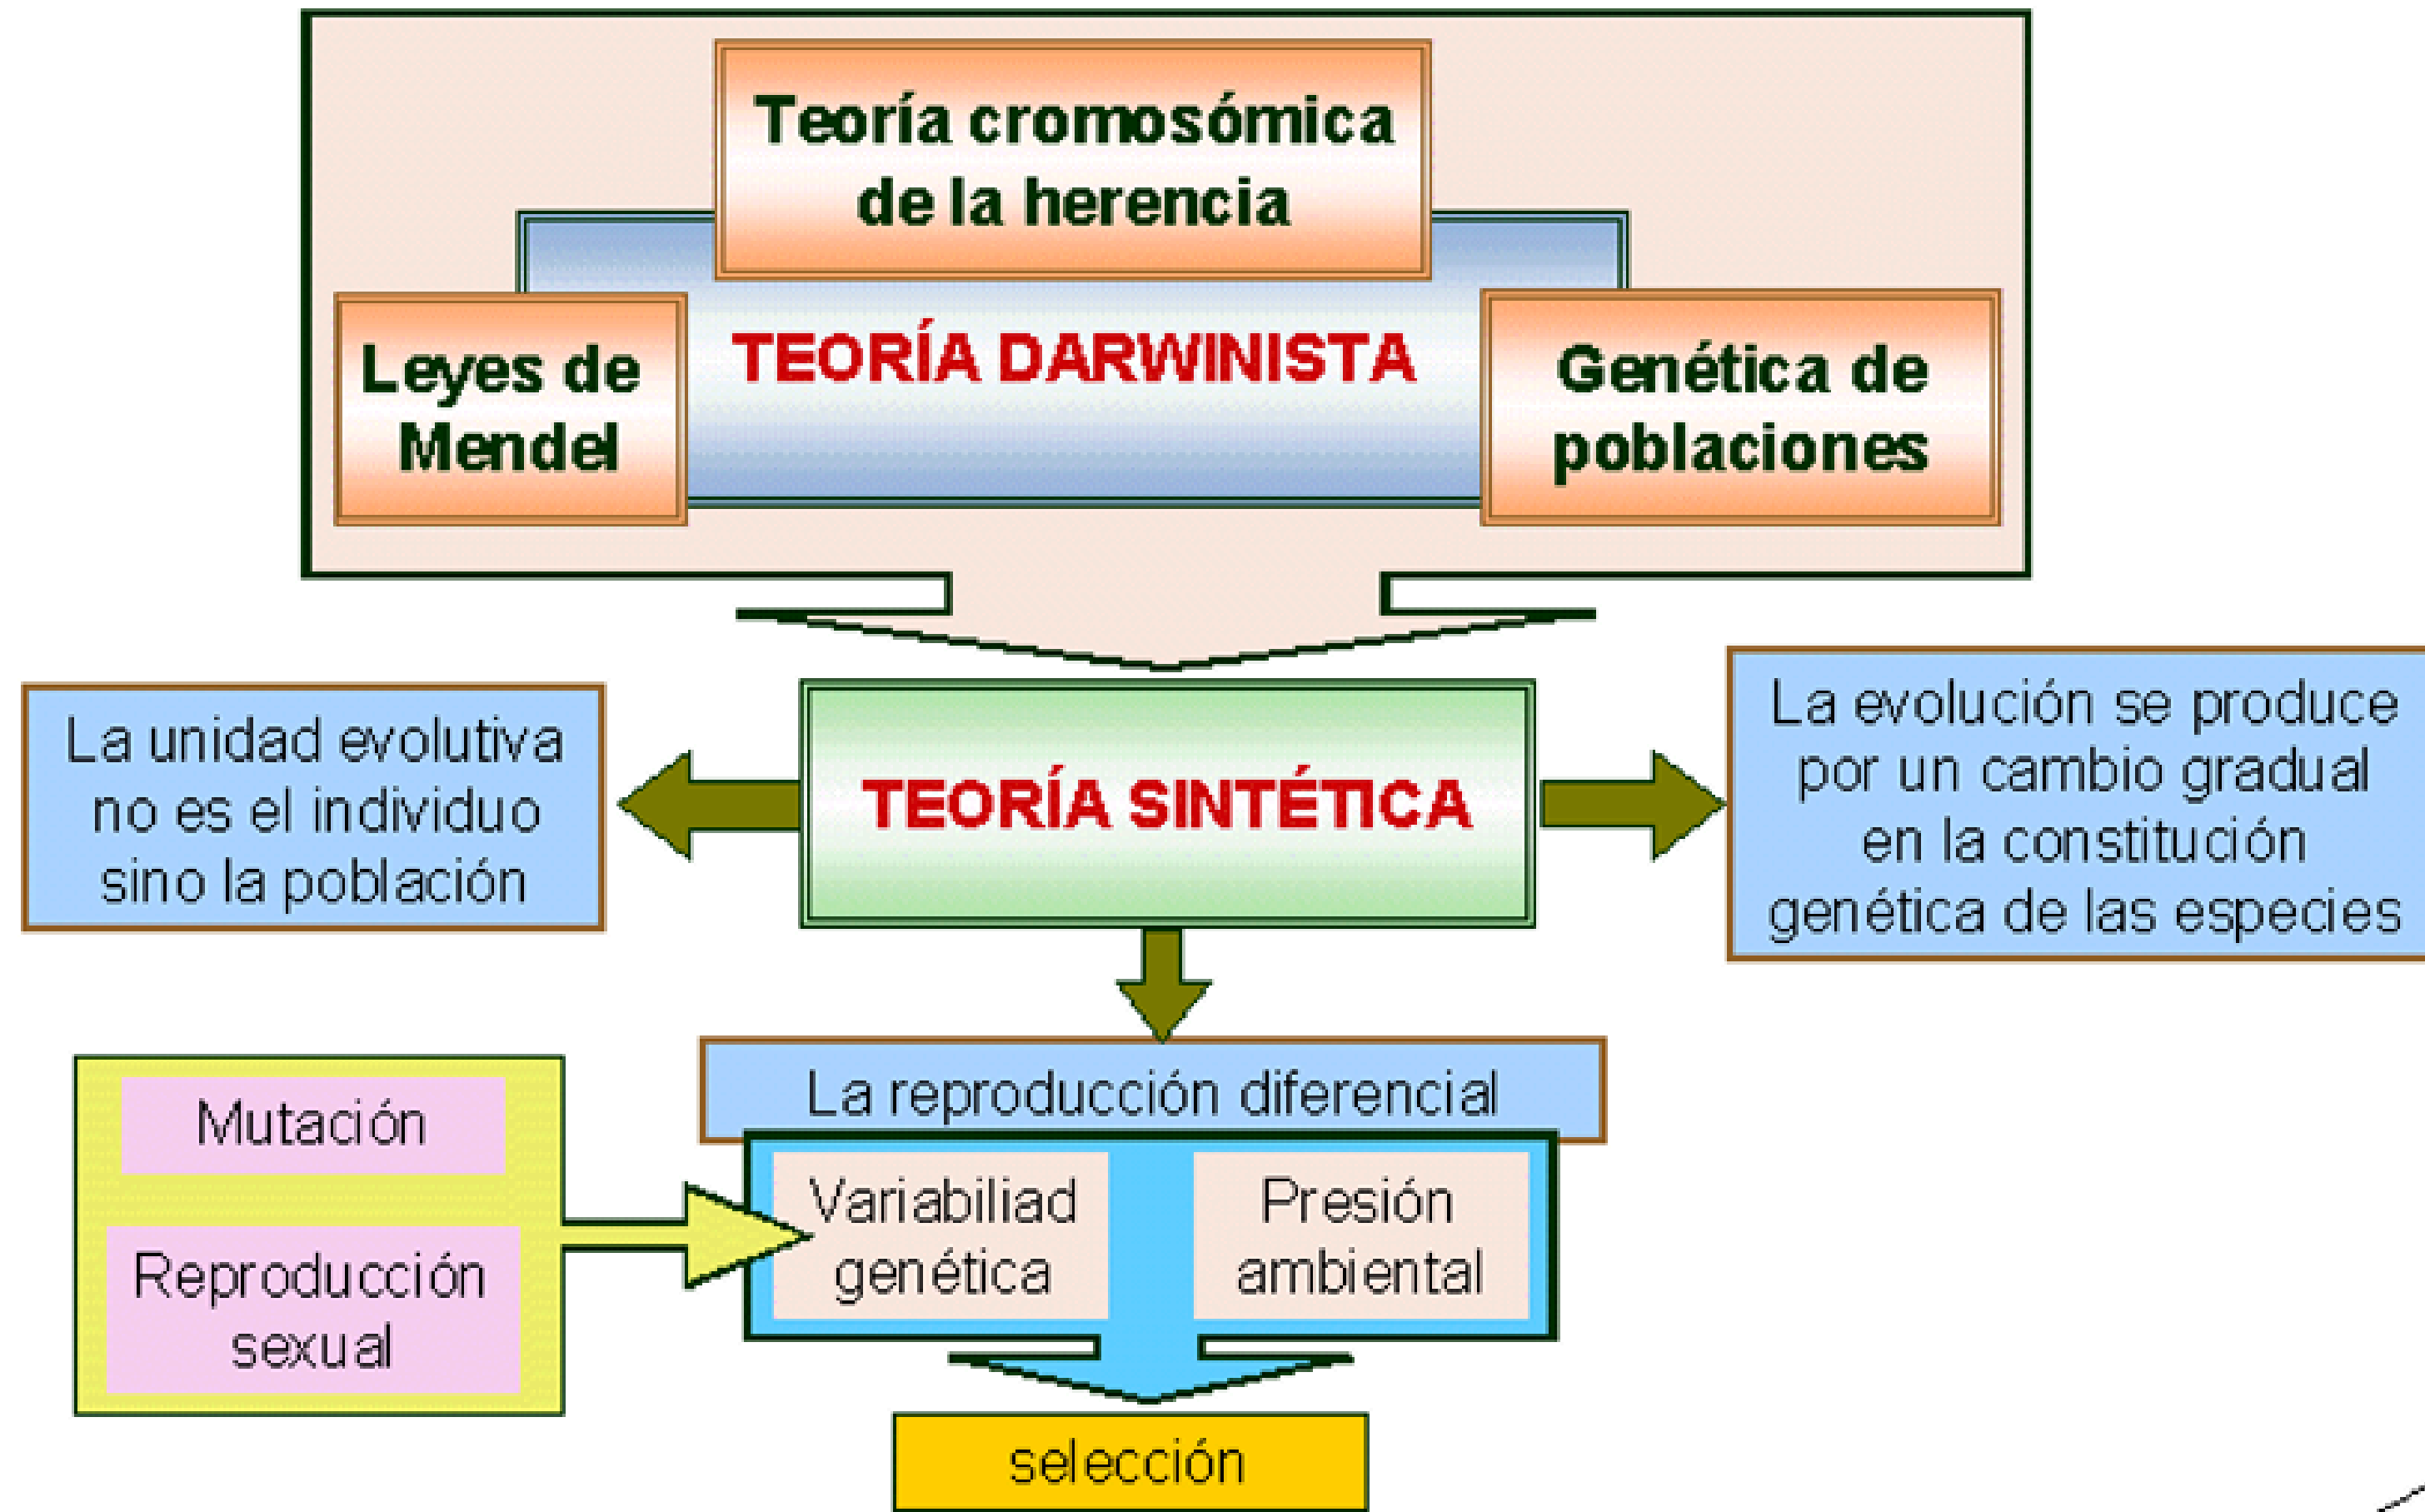 Teoría cromosómica
de la herencia
TEORÍA DARWINISTA
Leyes de
Mendel
Genética de
poblaciones
TEORÍA SINTÉTICA
La unidad evolutiva
no es el individuo
sino la población
La evolución se produce
por un cambio gradual
en la constitución
genética de las especies
La reproducción diferencial
Mutación
Reproducción
sexual
Variabiliad
genética
Presión
ambiental
selección